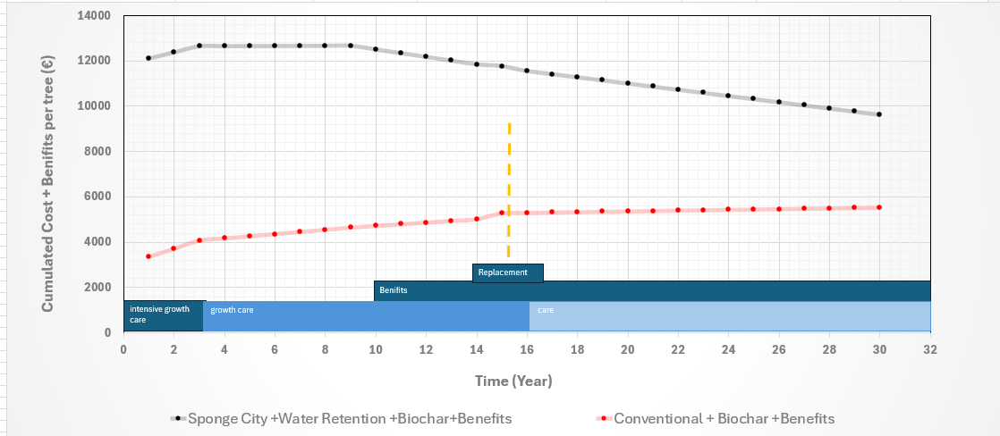 14000
12000
10000
8000
6000
4000
2000
0
Cumulated Cost + Benifits per tree (€)
Replacement
Benifits
intensive growth
care
growth care
care
0 2 4 6 8 10 12 14 16 18 20 22 24 26 28 30 32
Time (Year)
Sponge City +Water Retention +Biochar+Benefits
Conventional + Biochar +Benefits